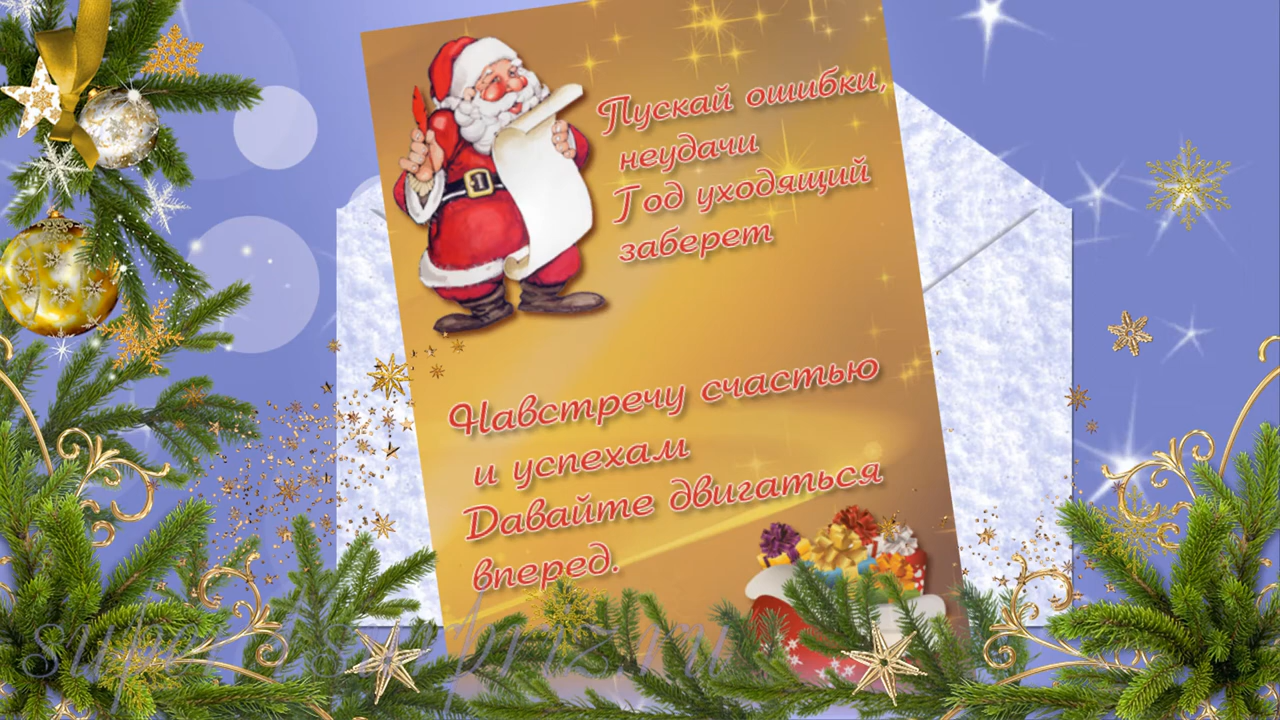 Пускай ошибки,
неудачи
Год уходящий
заберет
Навстречу счастью
и успехам
Давайте двигаться
вперед.